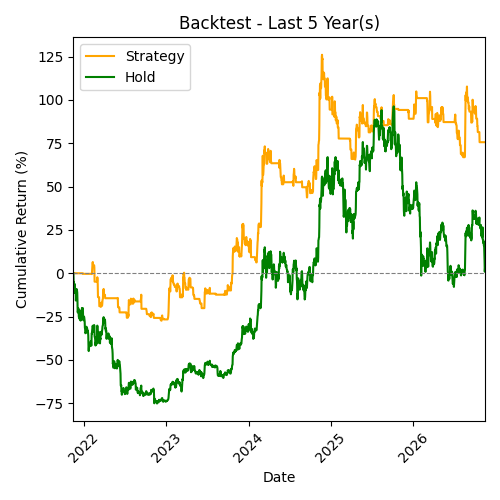 Backtest - Last 5 Year(s)
Strategy
Hold
Cumulative Return (%)
125
100
75
50
25
0
−25
−50
−75
2022
2023
2024
2025
2026
Date